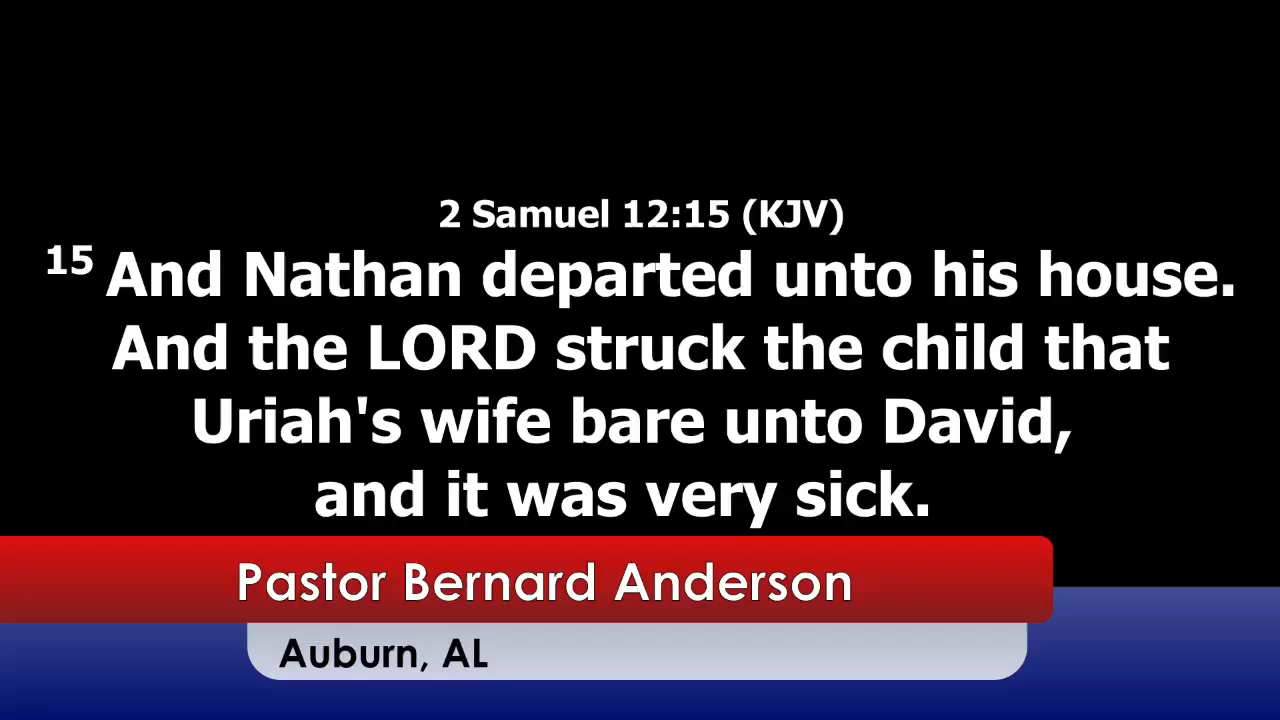 2 Samuel 12:15 (KJV)
15 And Nathan departed unto his house.
And the LORD struck the child that
Uriah's wife bare unto David,
and it was very sick.
Pastor Bernard Anderson
Auburn, AL